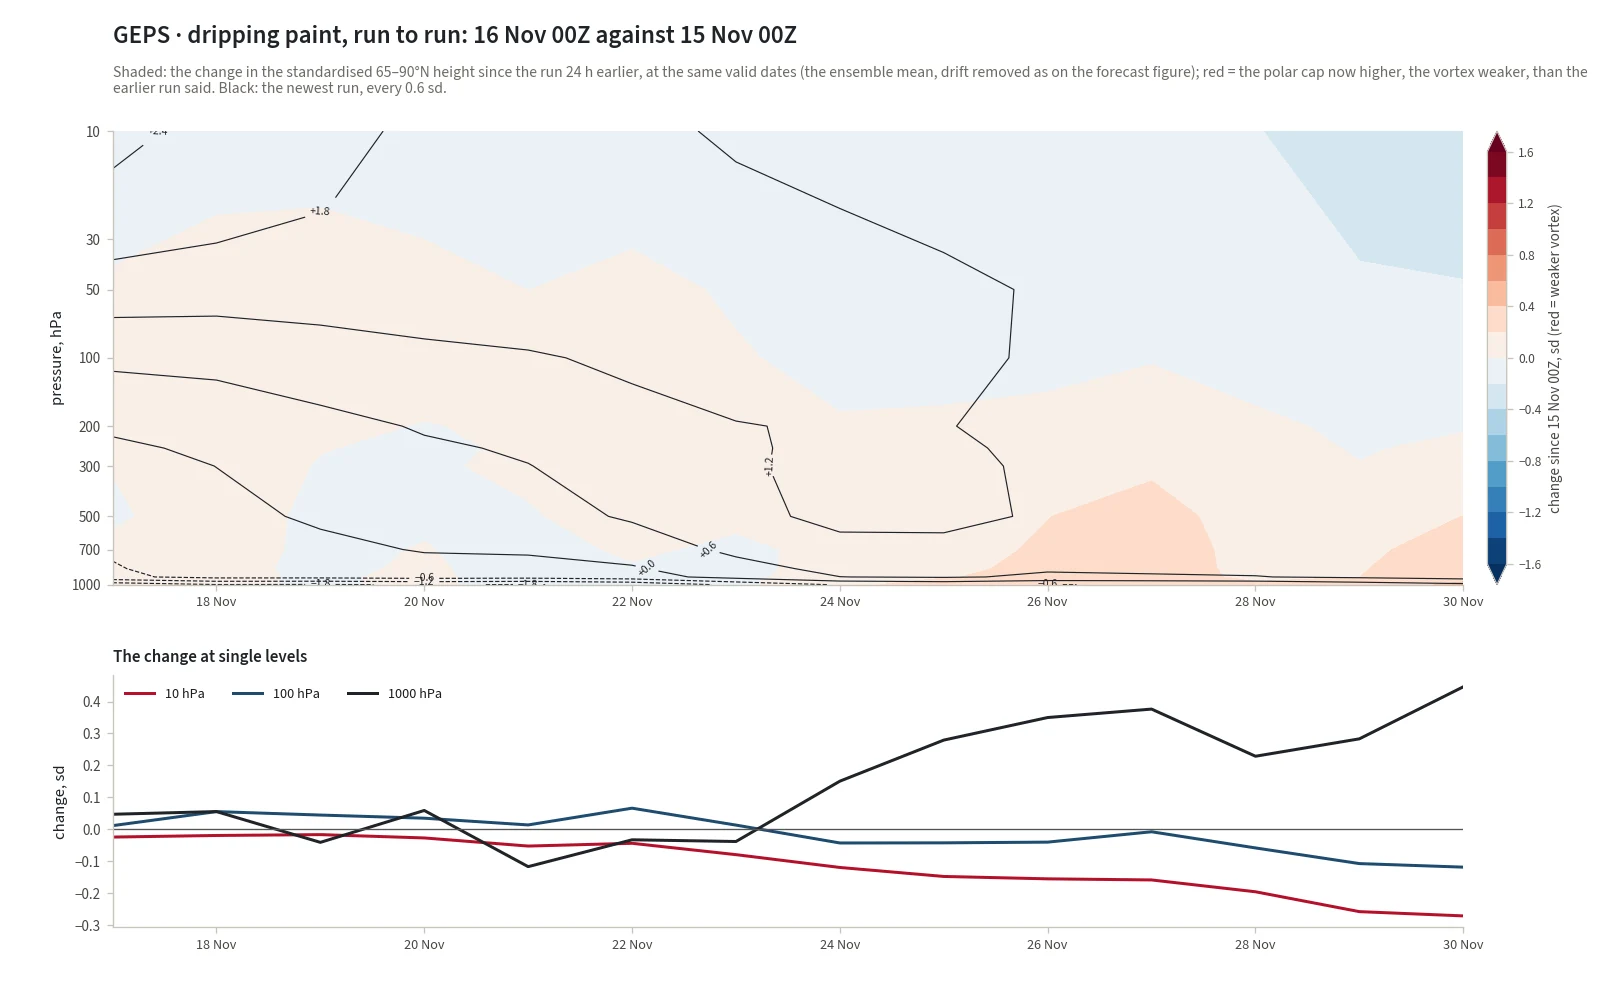 GEPS · dripping paint, run to run: 16 Nov 00Z against 15 Nov 00Z
Shaded: the change in the standardised 65–90°N height since the run 24 h earlier, at the same valid dates (the ensemble mean, drift removed as on the forecast figure); red = the polar cap now higher, the vortex weaker, than the
earlier run said. Black: the newest run, every 0.6 sd.
pressure, hPa
10
30
50
100
200
300
500
700
1000
+1.8
+1.2
+0.6
+0.0
−0.6
−0.6
18 Nov
20 Nov
22 Nov
24 Nov
26 Nov
28 Nov
30 Nov
1.6
1.2
0.8
0.4
0.0
−0.4
−0.8
−1.2
−1.6
change since 15 Nov 00Z, sd (red = weaker vortex)
The change at single levels
10 hPa
100 hPa
1000 hPa
change, sd
0.4
0.3
0.2
0.1
0.0
−0.1
−0.2
−0.3
18 Nov
20 Nov
22 Nov
24 Nov
26 Nov
28 Nov
30 Nov